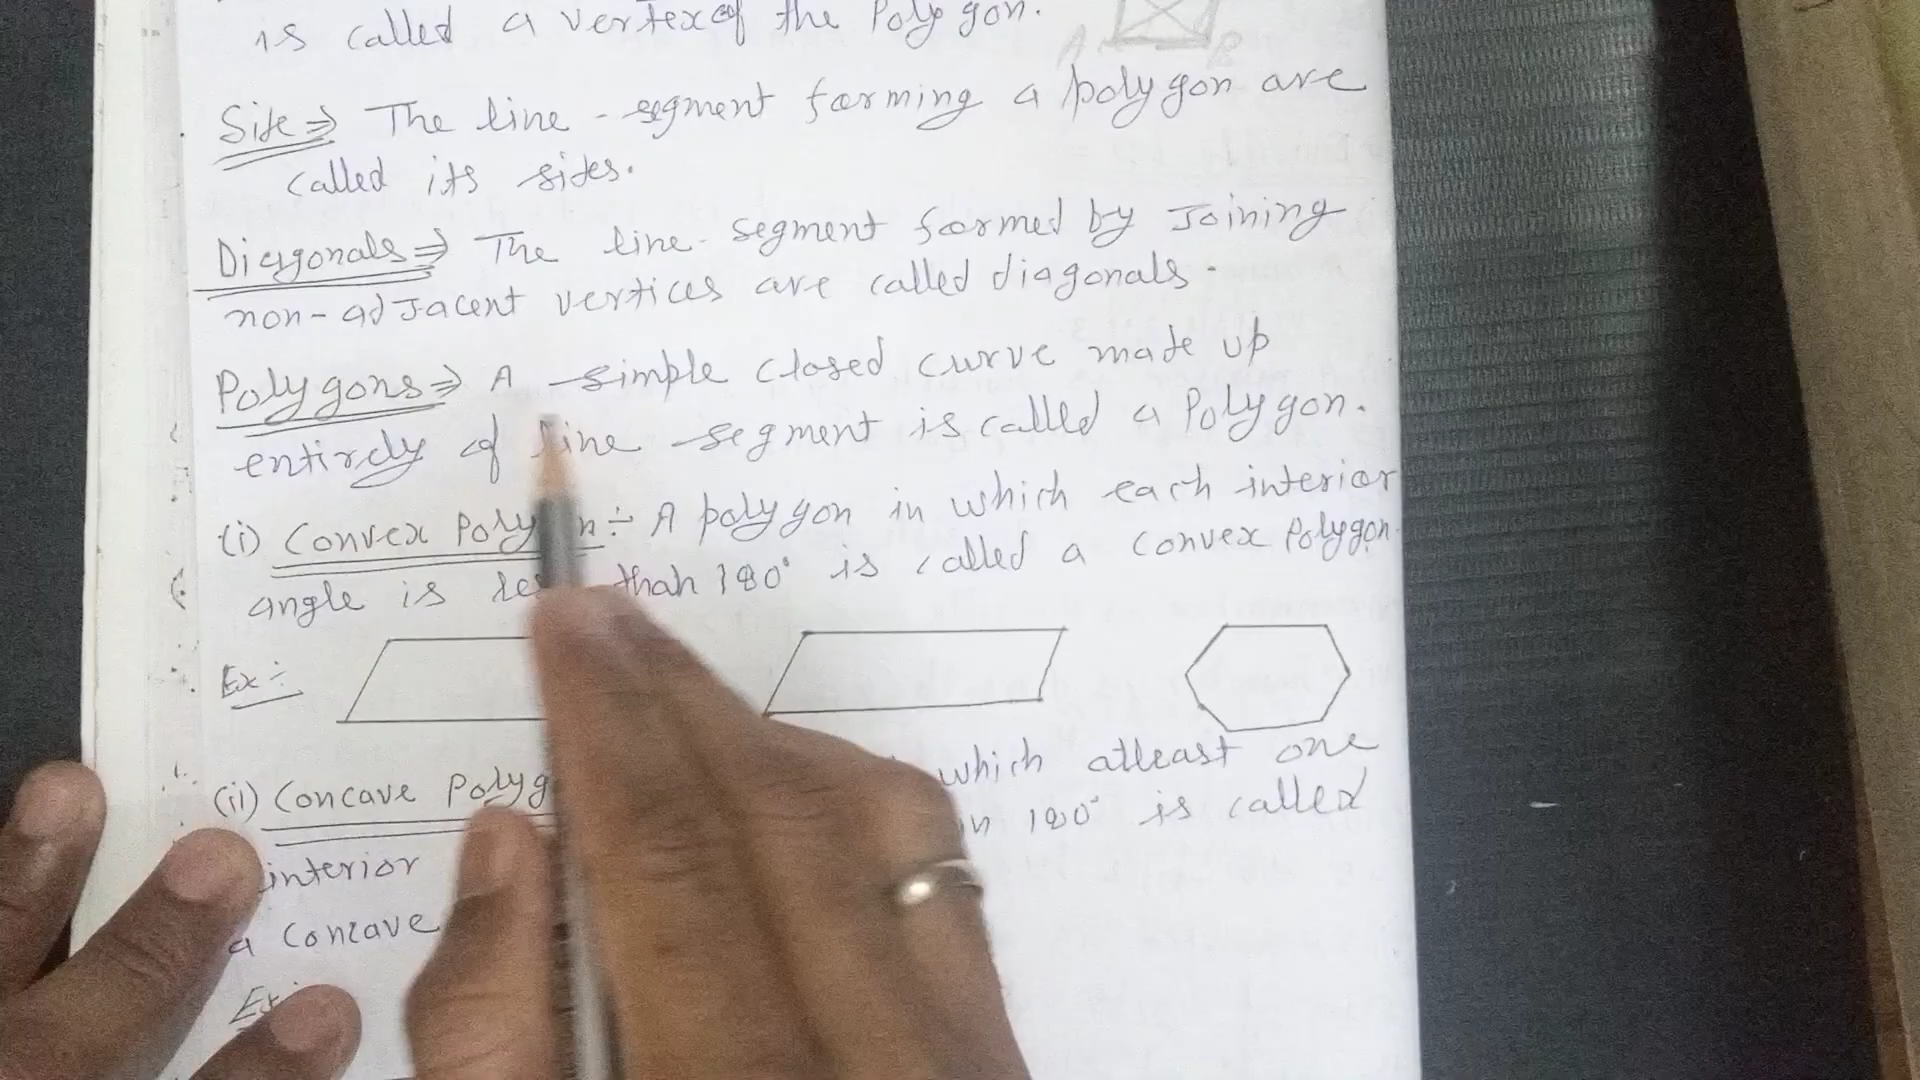 is called a vertex of the Polygon.
A B
Side ⇒ The line - segment forming a polygon are
called its sides.
Diagonals ⇒ The line - segment formed by Joining
non-adjacent vertices are called diagonals.
Polygons ⇒ A simple closed curve made up
entirely of line segment is called a Polygon.
(i) Convex Polygon ÷ A polygon in which each interior
angle is than 180° is called a convex Polygon.
Ex ÷
(ii) Concave Polyg which atleast one
interior 180° is called
a Concave
Ex